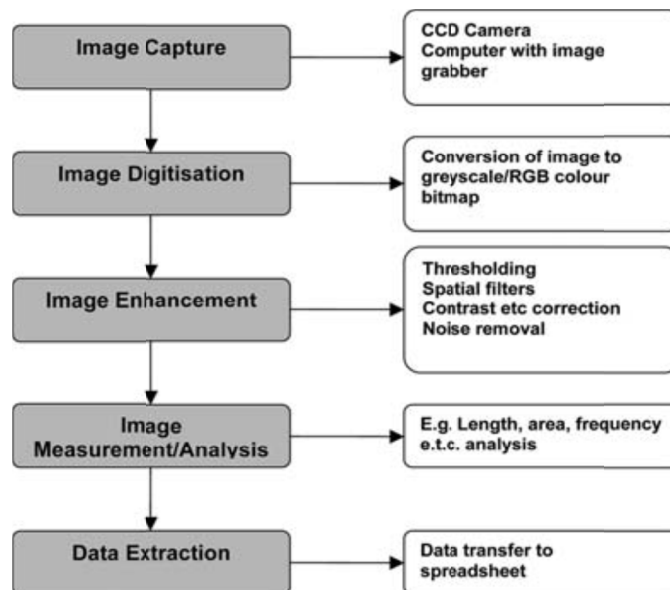 Image Capture
CCD Camera
Computer with image
grabber
Image Digitisation
Conversion of image to
greyscale/RGB colour
bitmap
Image Enhancement
Thresholding
Spatial filters
Contrast etc correction
Noise removal
Image
Measurement/Analysis
E.g. Length, area, frequency
e.t.c. analysis
Data Extraction
Data transfer to
spreadsheet